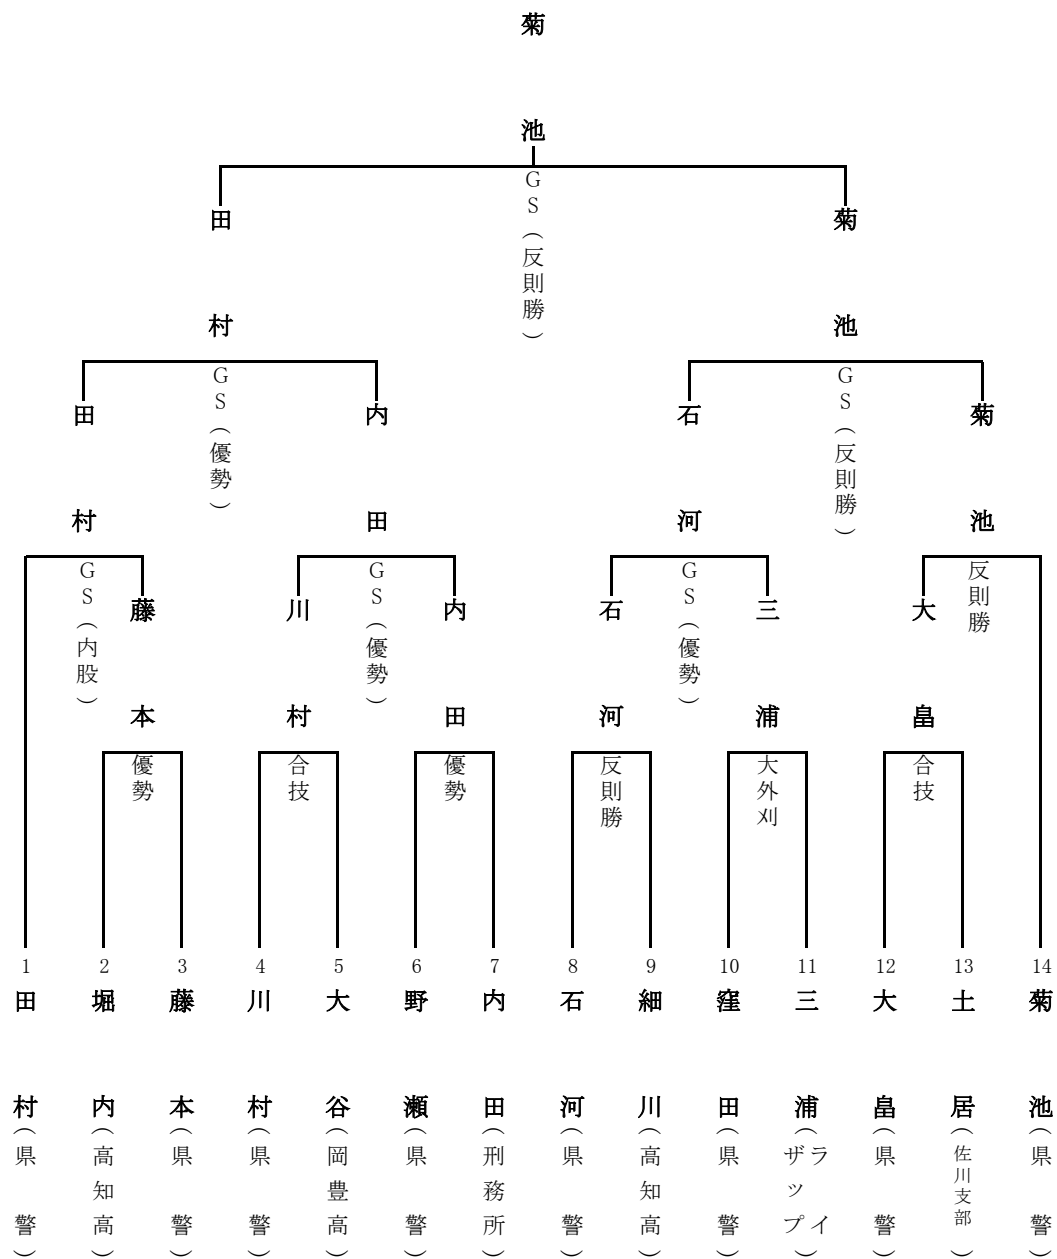 菊池
GS（反則勝）
田村
菊池
GS（優勢）
GS（反則勝）
田村
内田
石河
菊池
GS（内股）
GS（優勢）
GS（優勢）
反則勝
藤本
川村
内田
石河
三浦
大畠
優勢
合技
優勢
反則勝
大外刈
合技
1 田村（県警）
2 堀内（高知高）
3 藤本（県警）
4 川村（県警）
5 大谷（岡豊高）
6 野瀬（県警）
7 内田（刑務所）
8 石河（県警）
9 細川（高知高）
10 窪田（県警）
11 三浦（ライザップ）
12 大畠（県警）
13 土居（佐川支部）
14 菊池（県警）